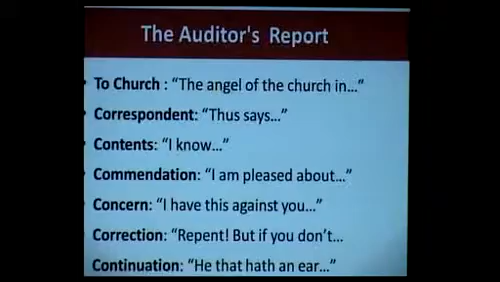 The Auditor's Report
To Church : “The angel of the church in...”
Correspondent: “Thus says...”
Contents: “I know...”
Commendation: “I am pleased about...”
Concern: “I have this against you...”
Correction: “Repent! But if you don’t...
Continuation: “He that hath an ear...”